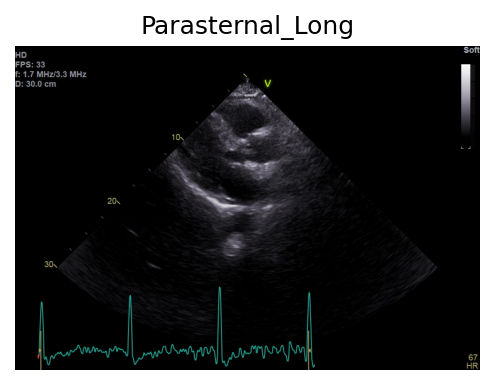 Parasternal_Long
HD
FPS: 33
f: 1.7 MHz/3.3 MHz
D: 30.0 cm
Soft
V
10
20
30
67
HR